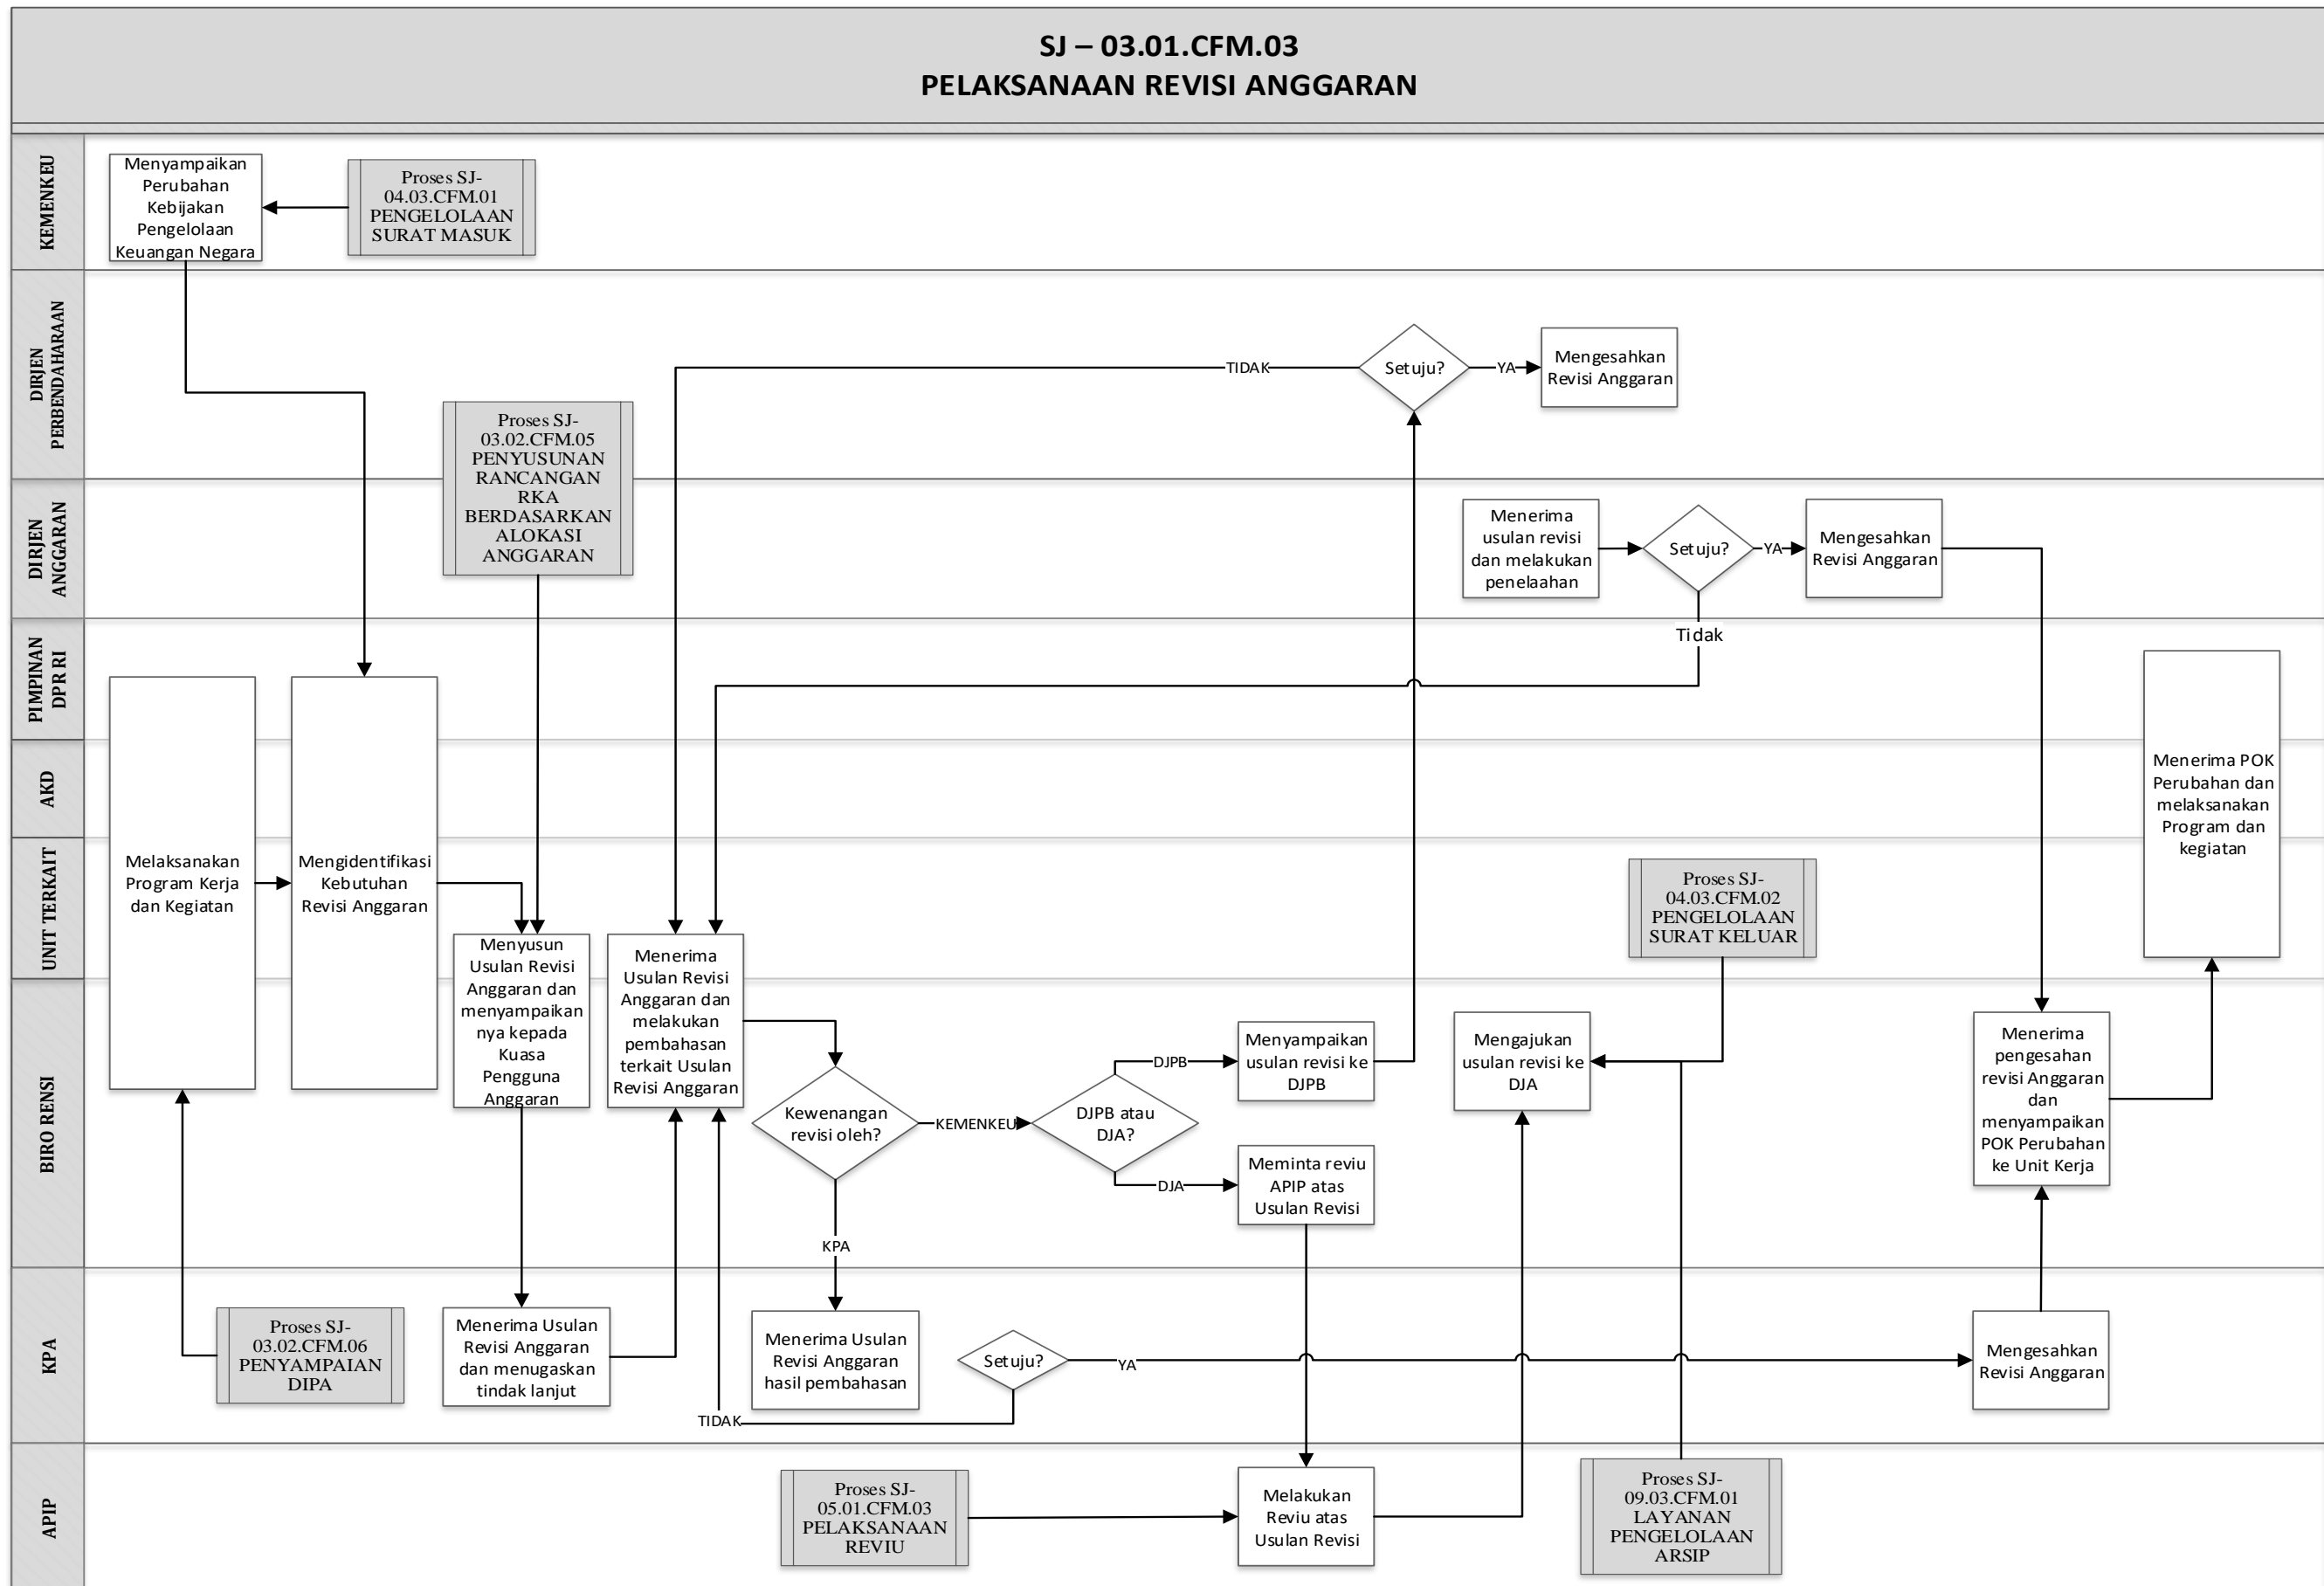 SJ – 03.01.CFM.03
PELAKSANAAN REVISI ANGGARAN
KEMENKEU
Menyampaikan
Perubahan
Kebijakan
Pengelolaan
Keuangan Negara
Proses SJ-
04.03.CFM.01
PENGELOLAAN
SURAT MASUK
DIRJEN
PERBENDAHARAAN
Proses SJ-
03.02.CFM.05
PENYUSUNAN
RANCANGAN
RKA
BERDASARKAN
ALOKASI
ANGGARAN
TIDAK
Setuju?
YA
Mengesahkan
Revisi Anggaran
DIRJEN
ANGGARAN
Menerima
usulan revisi
dan melakukan
penelaahan
Setuju?
YA
Mengesahkan
Revisi Anggaran
Tidak
PIMPINAN
DPR RI
AKD
UNIT TERKAIT
Melaksanakan
Program Kerja
dan Kegiatan
Mengidentifikasi
Kebutuhan
Revisi Anggaran
Menerima POK
Perubahan dan
melaksanakan
Program dan
kegiatan
Proses SJ-
04.03.CFM.02
PENGELOLAAN
SURAT KELUAR
BIRO RENSI
Menyusun
Usulan Revisi
Anggaran dan
menyampaikan
nya kepada
Kuasa
Pengguna
Anggaran
Menerima
Usulan Revisi
Anggaran dan
melakukan
pembahasan
terkait Usulan
Revisi Anggaran
Kewenangan
revisi oleh?
KEMENKEU
KPA
DJPB atau
DJA?
DJPB
DJA
Menyampaikan
usulan revisi ke
DJPB
Meminta reviu
APIP atas
Usulan Revisi
Mengajukan
usulan revisi ke
DJA
Menerima
pengesahan
revisi Anggaran
dan
menyampaikan
POK Perubahan
ke Unit Kerja
KPA
Proses SJ-
03.02.CFM.06
PENYAMPAIAN
DIPA
Menerima Usulan
Revisi Anggaran
dan menugaskan
tindak lanjut
Menerima Usulan
Revisi Anggaran
hasil pembahasan
Setuju?
YA
TIDAK
Mengesahkan
Revisi Anggaran
APIP
Proses SJ-
05.01.CFM.03
PELAKSANAAN
REVIU
Melakukan
Reviu atas
Usulan Revisi
Proses SJ-
09.03.CFM.01
LAYANAN
PENGELOLAAN
ARSIP